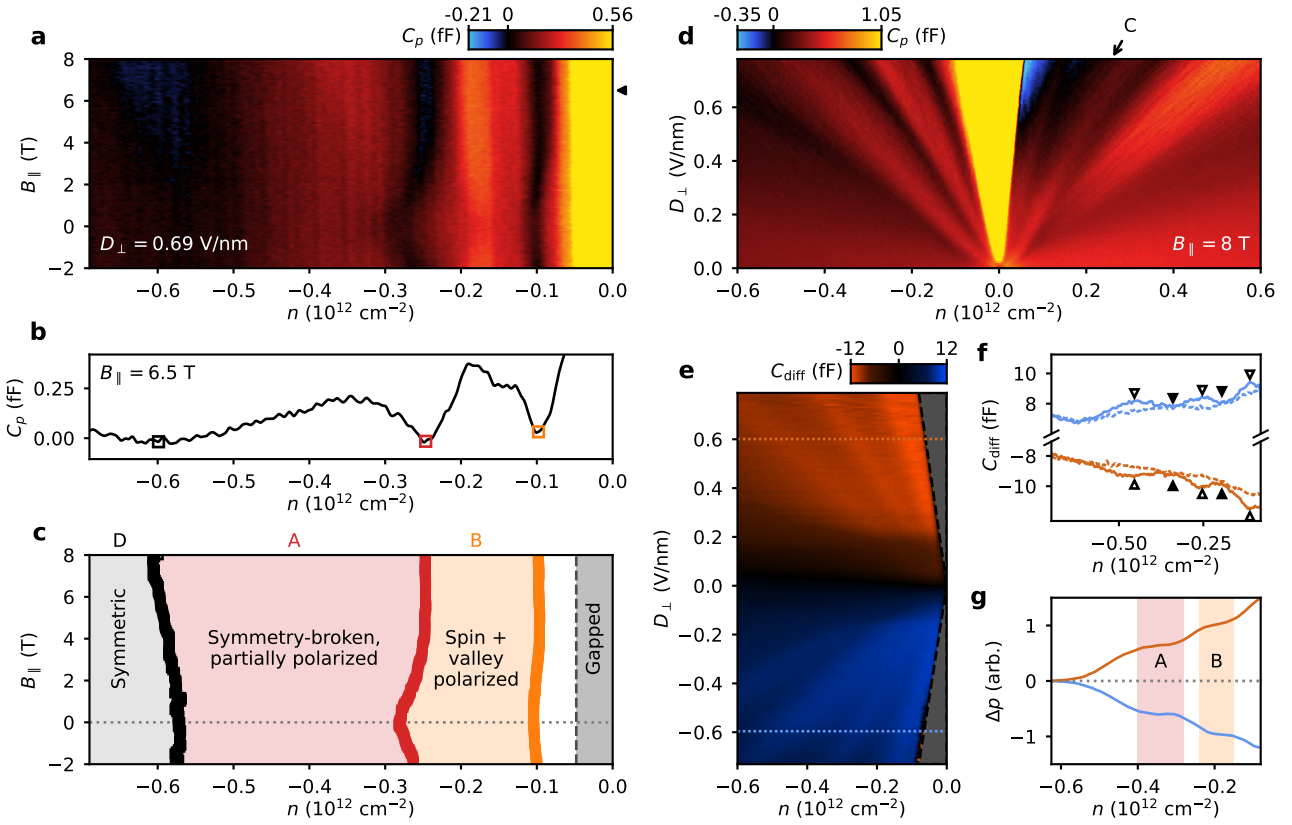 a
−0.21 0 0.56
C_p (fF)
B_∥ (T)
8
6
4
2
0
−2
D_⊥ = 0.69 V/nm
−0.6 −0.5 −0.4 −0.3 −0.2 −0.1 0.0
n (10^12 cm^−2)
b
B_∥ = 6.5 T
C_p (fF)
0.25
0.00
−0.6 −0.5 −0.4 −0.3 −0.2 −0.1 0.0
n (10^12 cm^−2)
c
D A B
B_∥ (T)
8
6
4
2
0
−2
Symmetric
Symmetry-broken,
partially polarized
Spin +
valley
polarized
Gapped
−0.6 −0.5 −0.4 −0.3 −0.2 −0.1 0.0
n (10^12 cm^−2)
d
-0.35 0 1.05
C_p (fF)
C
D_⊥ (V/nm)
0.6
0.4
0.2
0.0
B_∥ = 8 T
−0.6 −0.4 −0.2 0.0 0.2 0.4 0.6
n (10^12 cm^−2)
e
-12 0 12
C_diff (fF)
D_⊥ (V/nm)
0.6
0.4
0.2
0.0
−0.2
−0.4
−0.6
−0.6 −0.4 −0.2 0.0
n (10^12 cm^−2)
f
C_diff (fF)
10
8
−8
−10
−0.50 −0.25
n (10^12 cm^−2)
g
Δp (arb.)
1
0
−1
A B
−0.6 −0.4 −0.2
n (10^12 cm^−2)